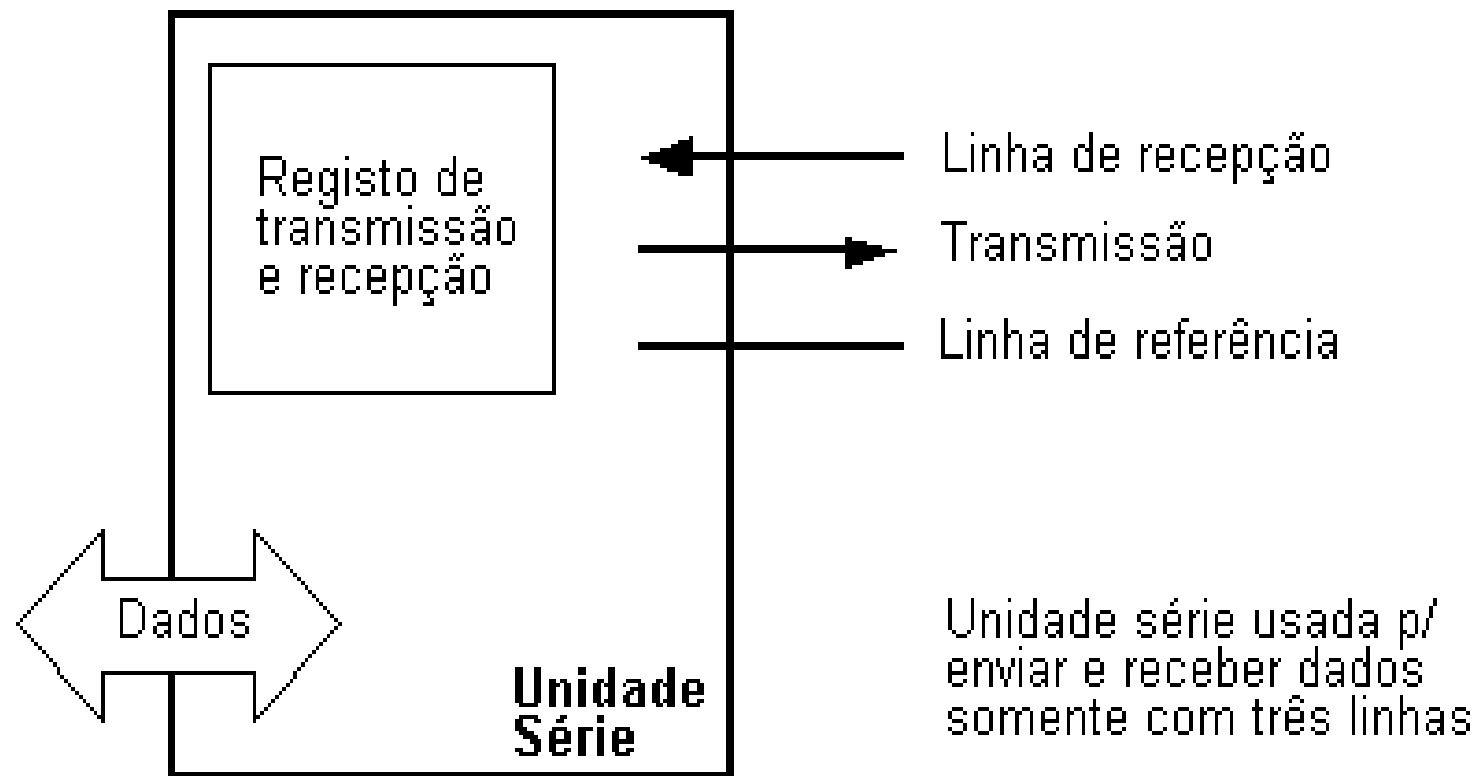 Registo de
transmissão
e recepção
Linha de recepção
Transmissão
Linha de referência
Dados
Unidade
Série
Unidade série usada p/
enviar e receber dados
somente com três linhas